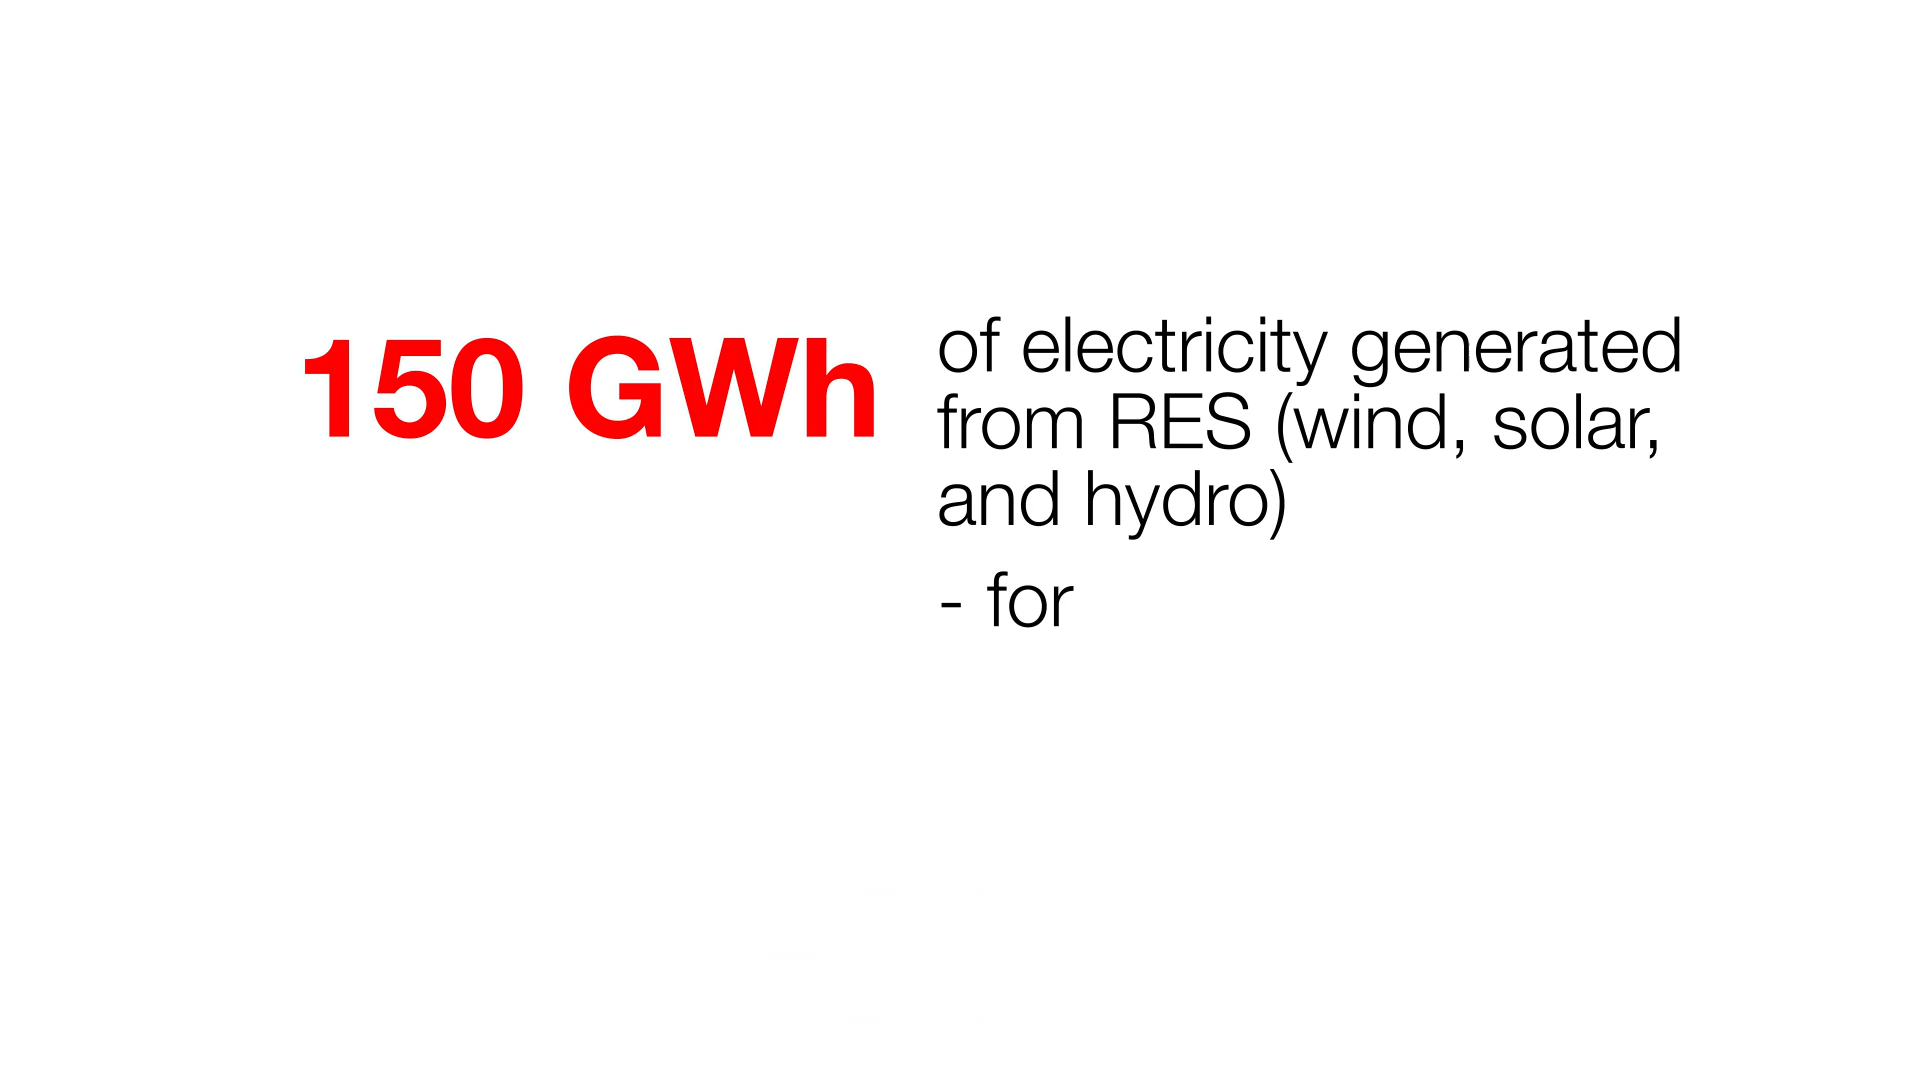 150 GWh
of electricity generated
from RES (wind, solar,
and hydro)
- for